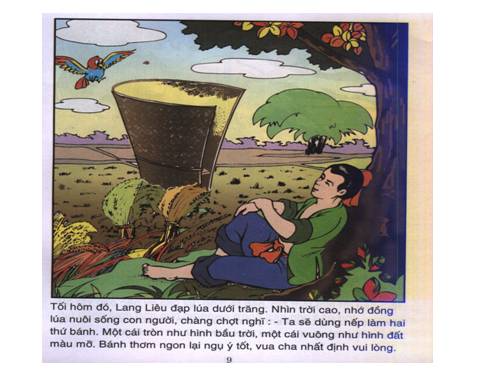 Tối hôm đó, Lang Liêu đạp lúa dưới trăng. Nhìn trời cao, nhớ đồng
lúa nuôi sống con người, chàng chợt nghĩ : - Ta sẽ dùng nếp làm hai
thứ bánh. Một cái tròn như hình bầu trời, một cái vuông như hình đất
màu mỡ. Bánh thơm ngon lại ngụ ý tốt, vua cha nhất định vui lòng.
9